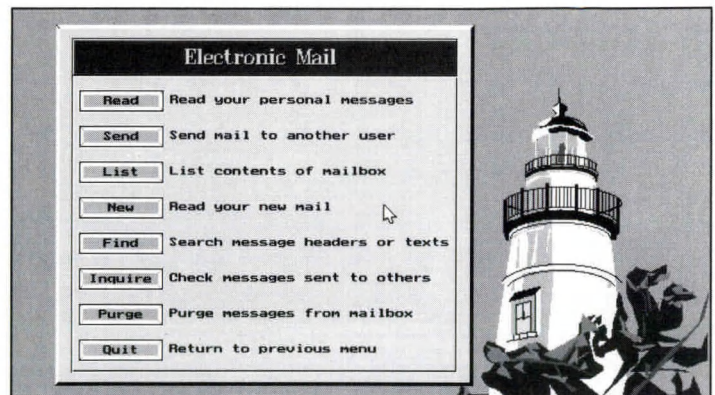 Electronic Mail
Read Read your personal messages
Send Send mail to another user
List List contents of mailbox
New Read your new mail
Find Search message headers or texts
Inquire Check messages sent to others
Purge Purge messages from mailbox
Quit Return to previous menu